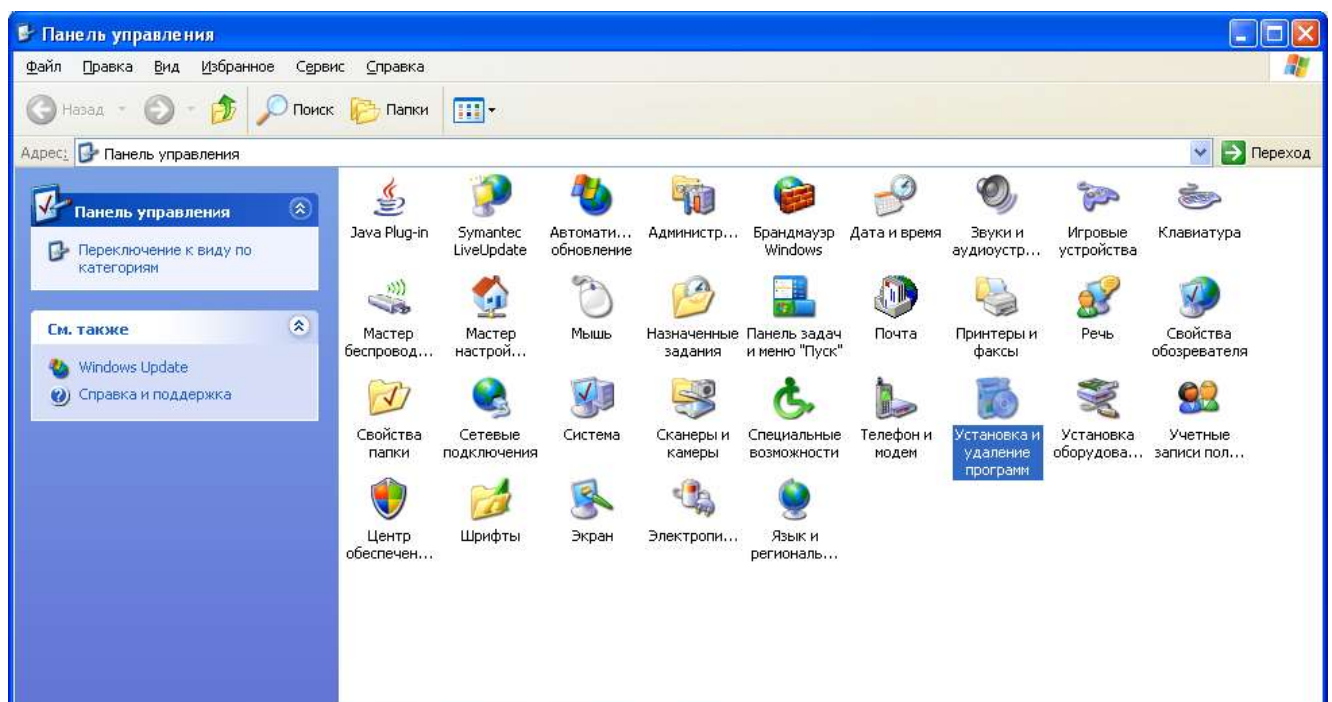 Панель управления
Файл Правка Вид Избранное Сервис Справка
Назад Поиск Папки
Адрес: Панель управления Переход
Панель управления
Переключение к виду по
категориям
См. также
Windows Update
Справка и поддержка
Java Plug-in Symantec Автомати... Администр... Брандмауэр Дата и время Звуки и Игровые Клавиатура
LiveUpdate обновление Windows аудиоустр... устройства
Мастер Мастер Мышь Назначенные Панель задач Почта Принтеры и Речь Свойства
беспровод... настрой... задания и меню "Пуск" факсы обозревателя
Свойства Сетевые Система Сканеры и Специальные Телефон и Установка и Установка Учетные
папки подключения камеры возможности модем удаление оборудова... записи пол...
программ
Центр Шрифты Экран Электропи... Язык и
обеспечен... региональ...